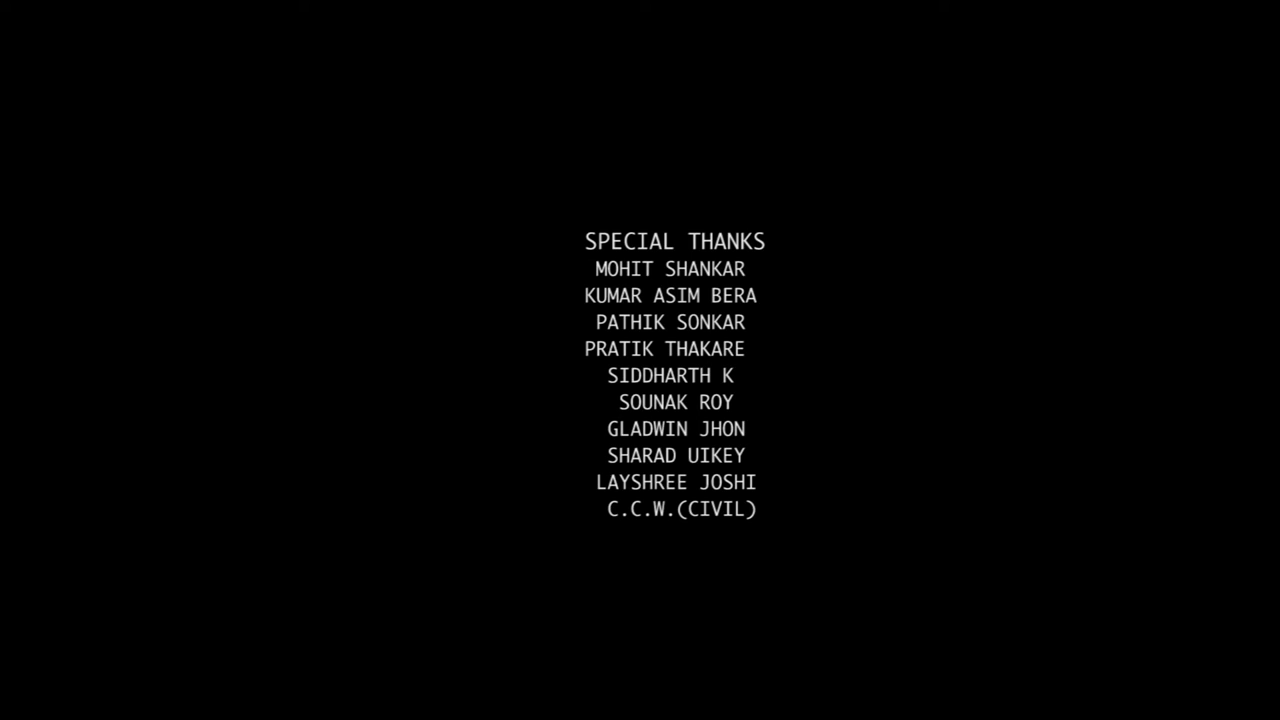 SPECIAL THANKS
MOHIT SHANKAR
KUMAR ASIM BERA
PATHIK SONKAR
PRATIK THAKARE
SIDDHARTH K
SOUNAK ROY
GLADWIN JHON
SHARAD UIKEY
LAYSHREE JOSHI
C.C.W.(CIVIL)